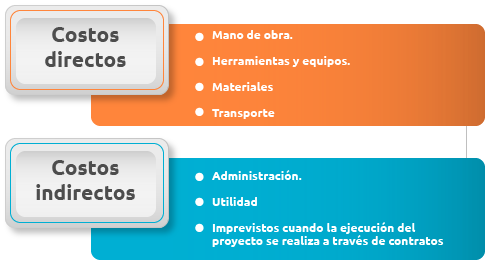 Costos
directos
Mano de obra.
Herramientas y equipos.
Materiales
Transporte
Costos
indirectos
Administración.
Utilidad
Imprevistos cuando la ejecución del
proyecto se realiza a través de contratos